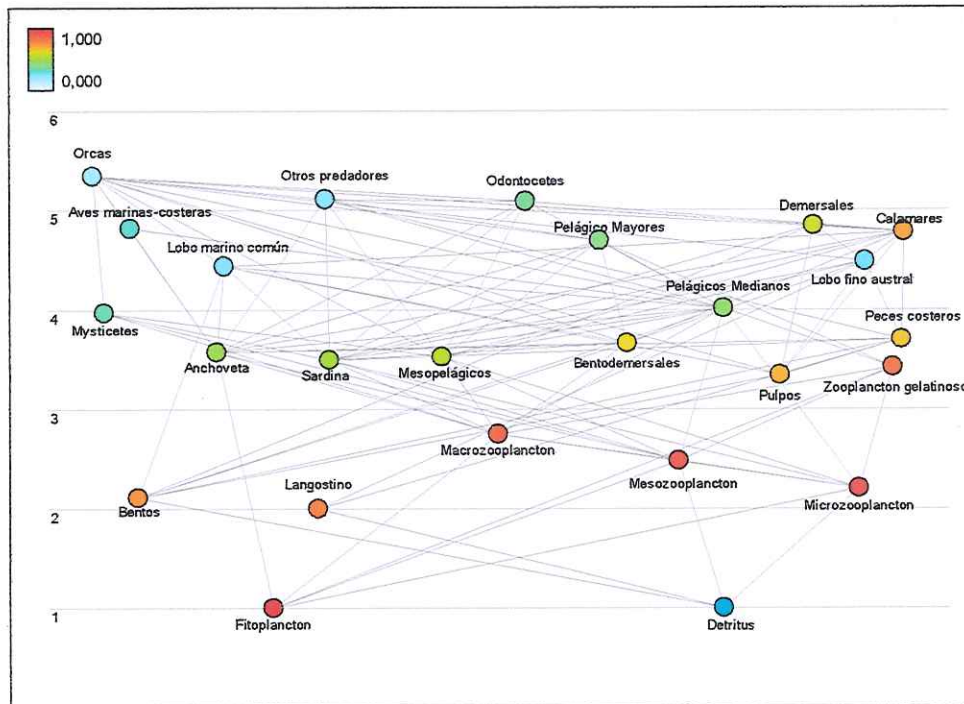 1,000
0,000
6
Orcas
Otros predadores
Odontocetes
Aves marinas-costeras
5
Demersales
Calamares
Pelágico Mayores
Lobo marino común
Lobo fino austral
Pelágicos Medianos
4
Mysticetes
Peces costeros
Anchoveta
Sardina
Mesopelágicos
Bentodemersales
Pulpos
Zooplancton gelatinoso
3
Macrozooplancton
Mesozooplancton
Langostino
Microzooplancton
2
Bentos
1
Fitoplancton
Detritus